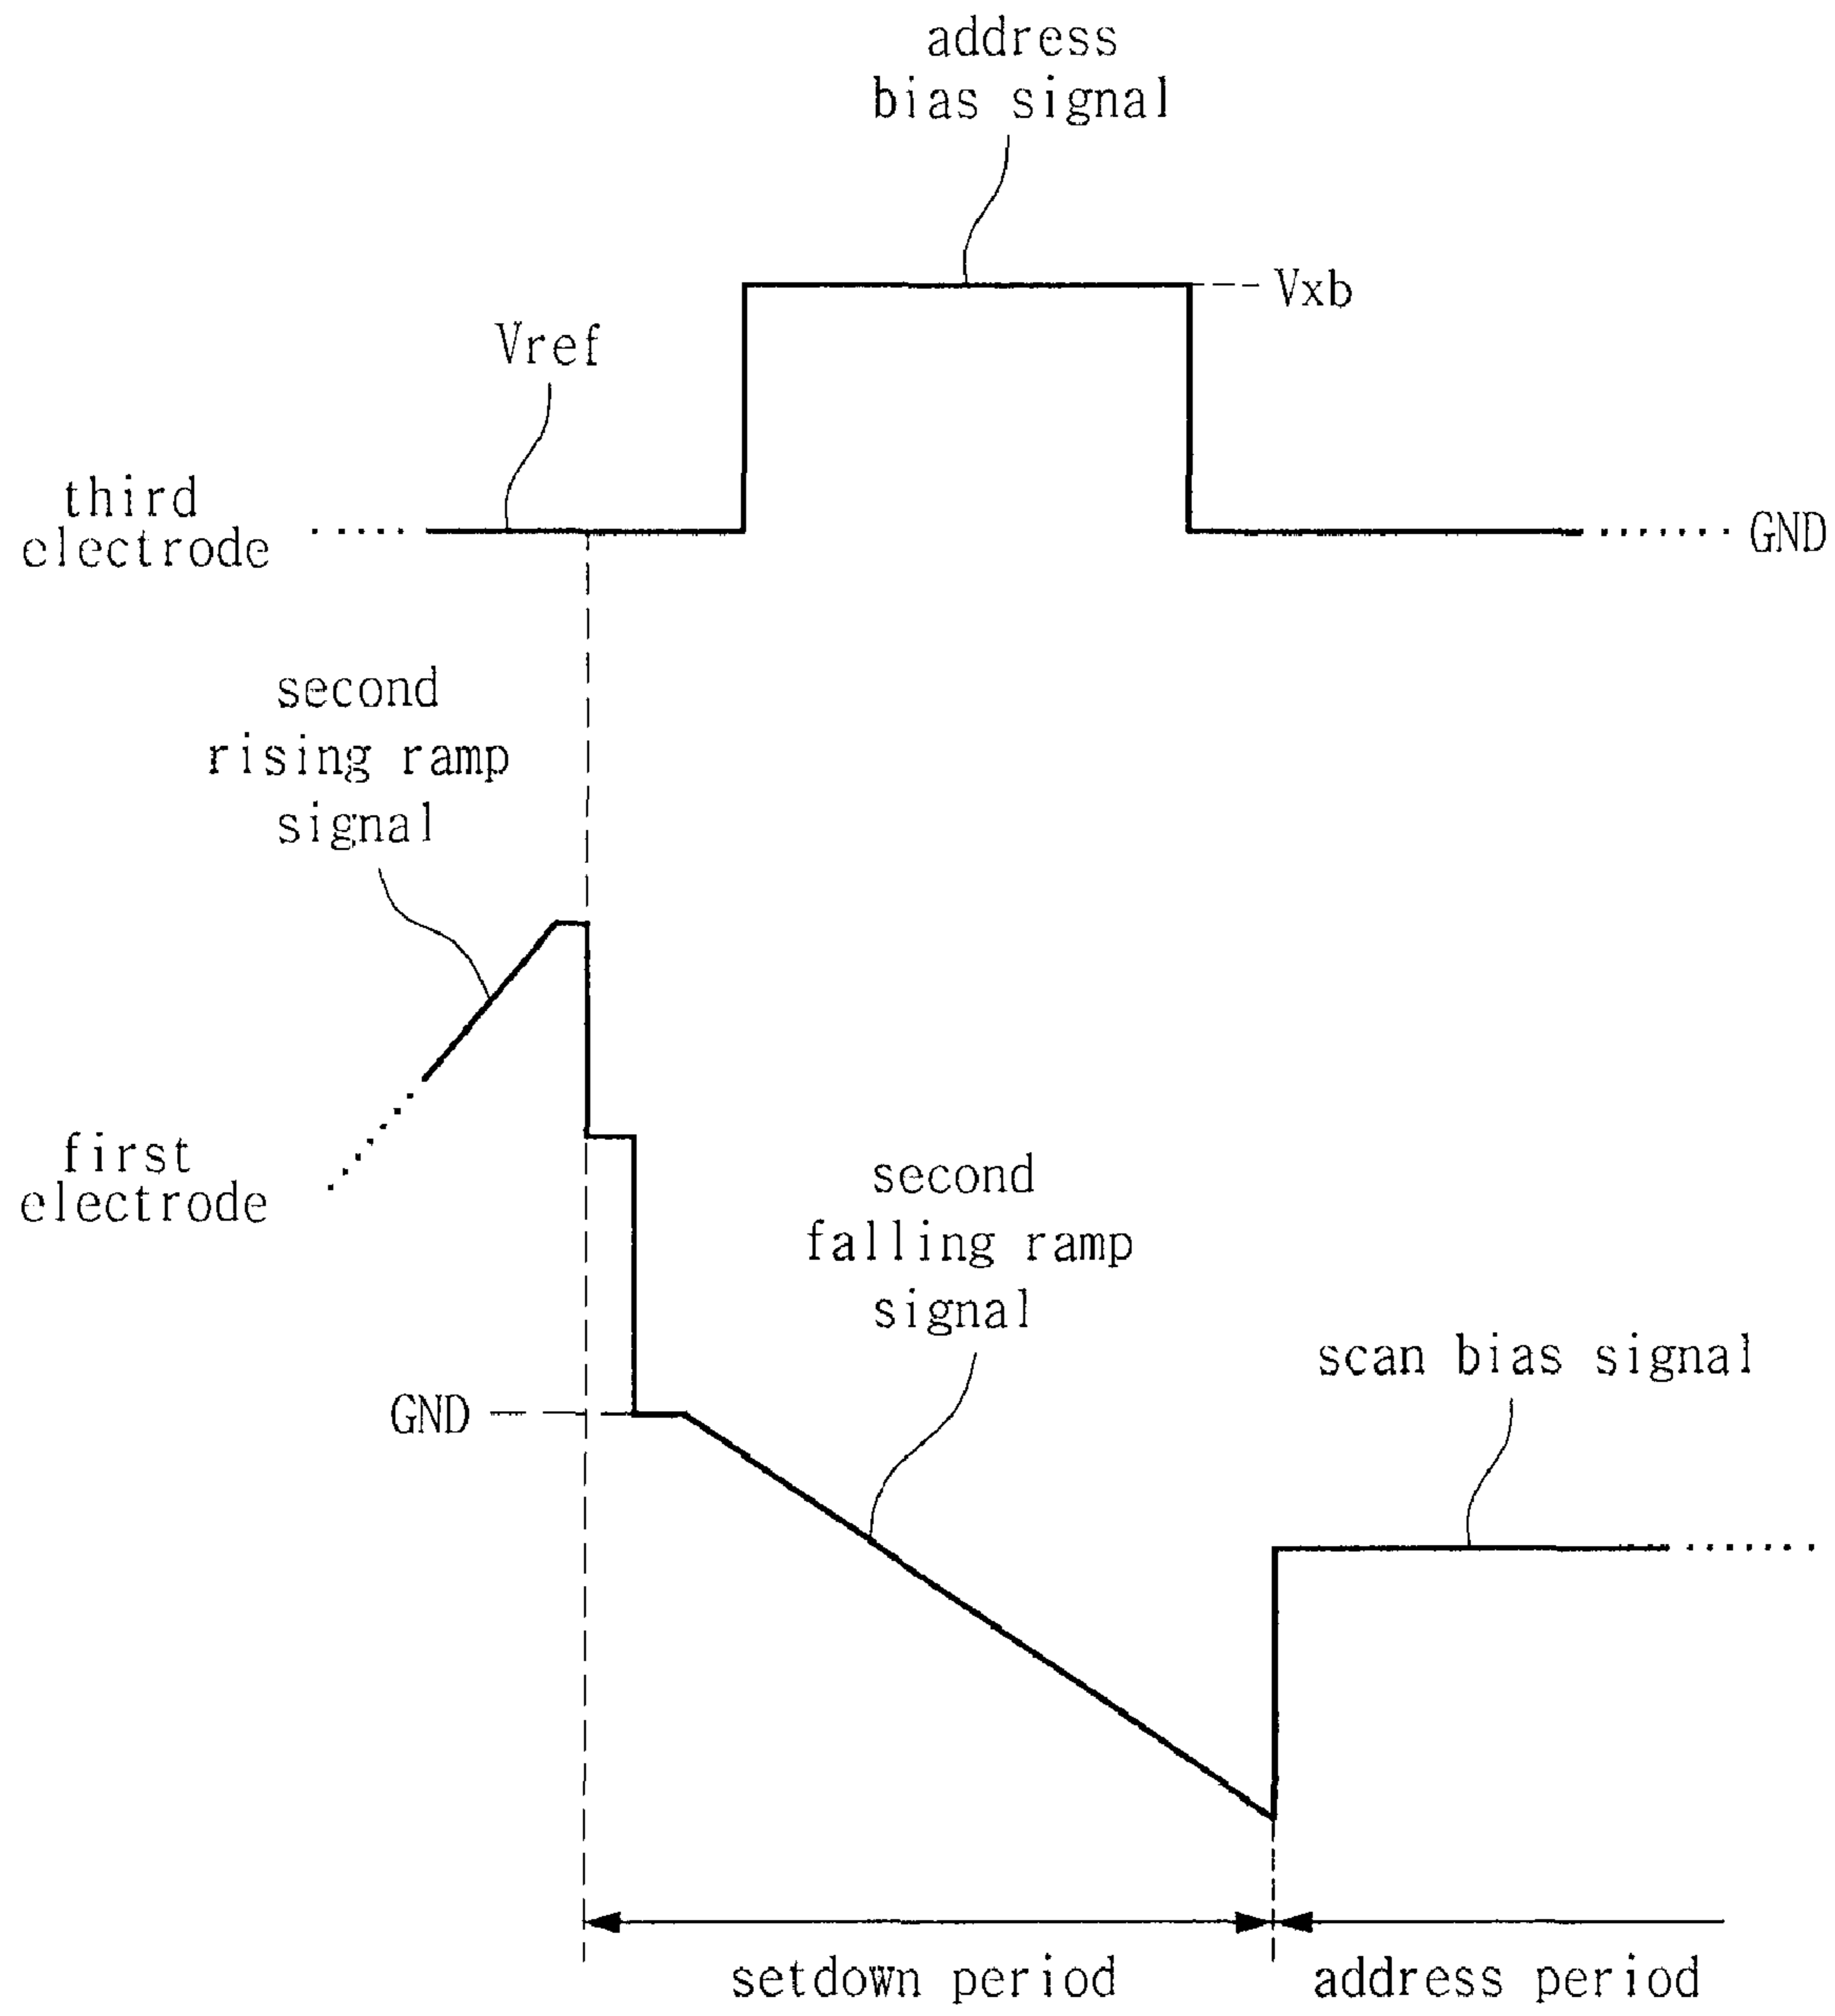 address
bias signal
Vxb
Vref
third
electrode
GND
second
rising ramp
signal
first
electrode
second
falling ramp
signal
scan bias signal
GND
setdown period
address period